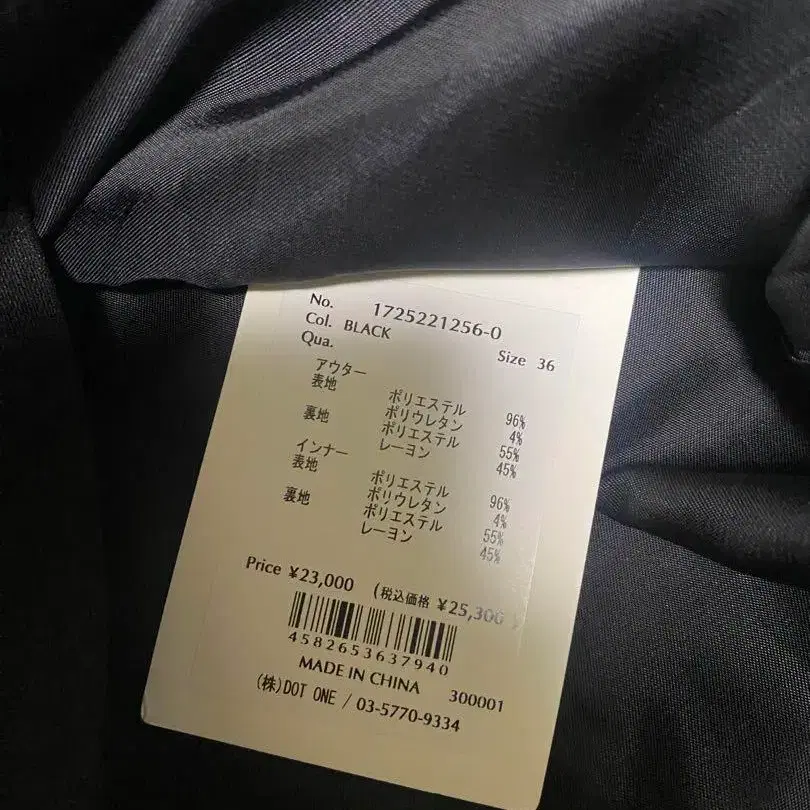 No. 1725221256-0
Col. BLACK
Qua. Size 36
アウター
表地 ポリエステル 96%
ポリウレタン 4%
裏地 ポリエステル 55%
レーヨン 45%
インナー
表地 ポリエステル 96%
ポリウレタン 4%
裏地 ポリエステル 55%
レーヨン 45%
Price ¥23,000 (税込価格 ¥25,300 )
4582653637940
MADE IN CHINA 300001
(株)DOT ONE / 03-5770-9334